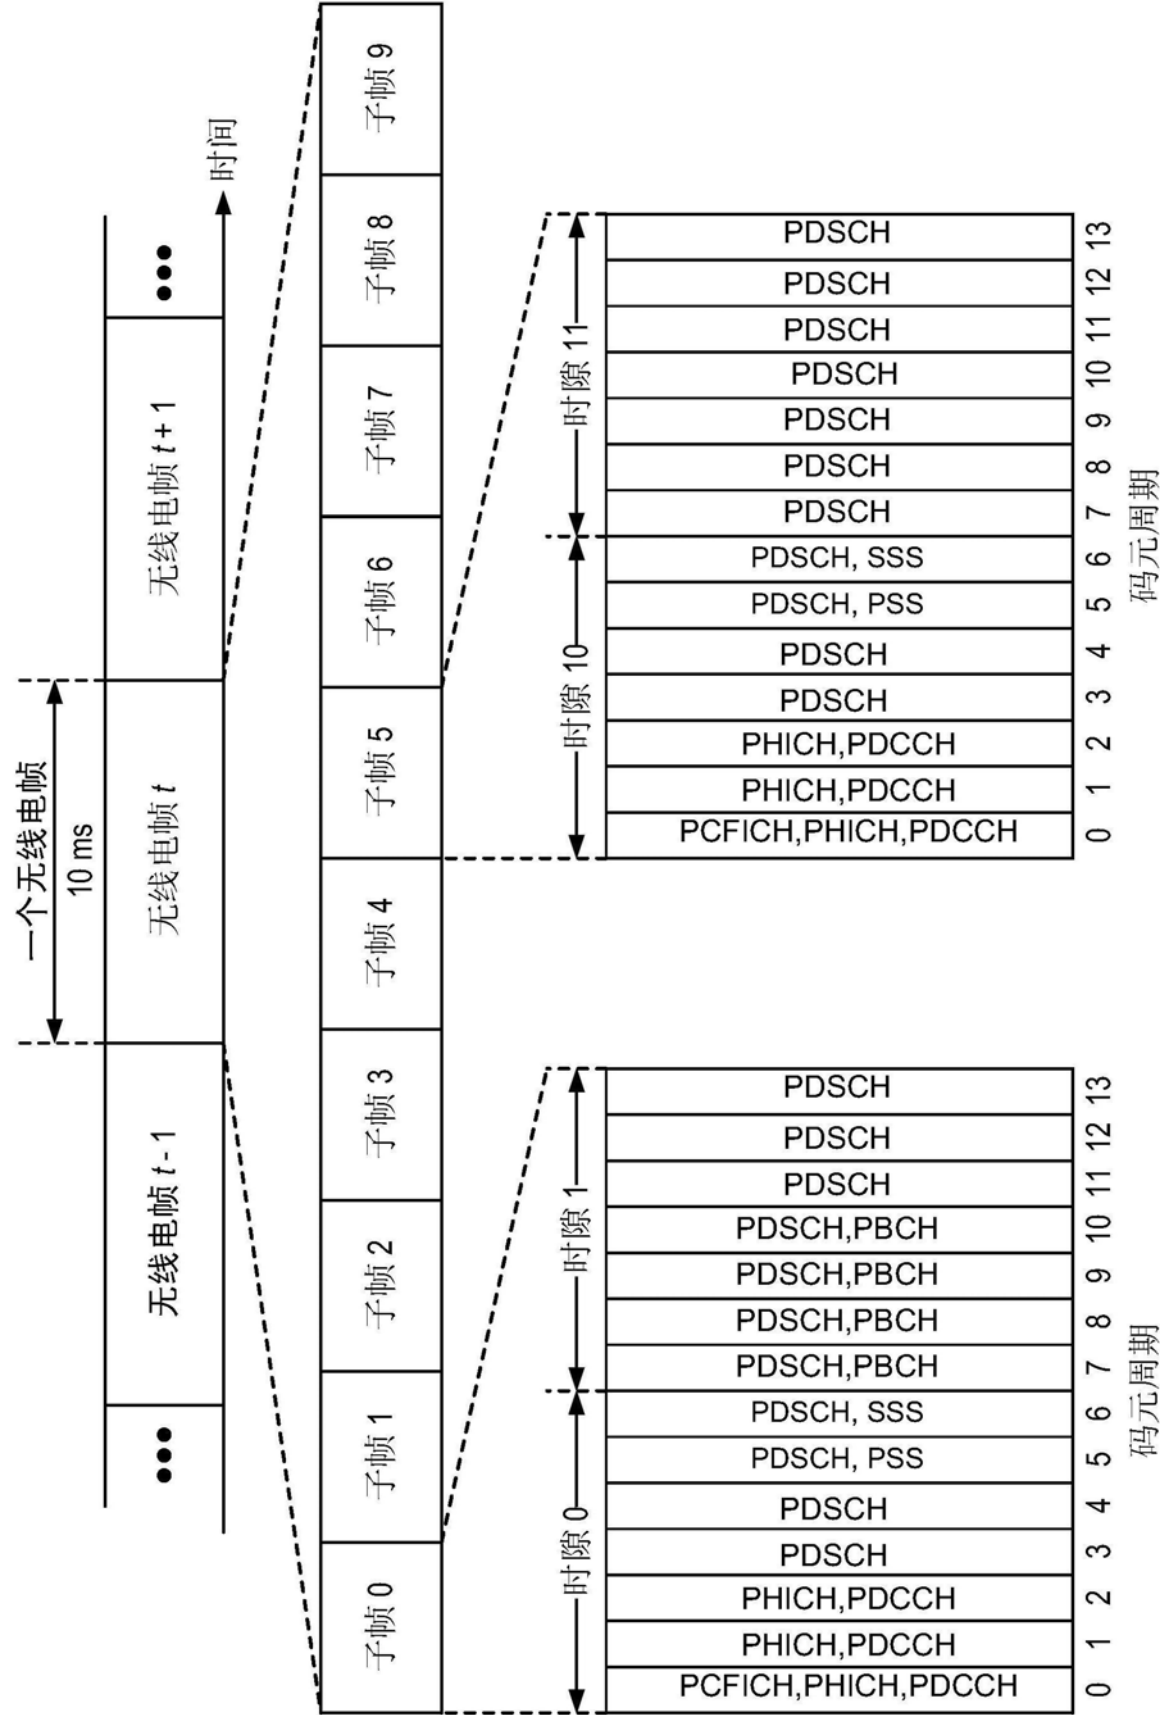 一个无线电帧
10 ms
无线电帧 t - 1
无线电帧 t
无线电帧 t + 1
时间
子帧 0
子帧 1
子帧 2
子帧 3
子帧 4
子帧 5
子帧 6
子帧 7
子帧 8
子帧 9
时隙 0
时隙 1
PCFICH,PHICH,PDCCH
PHICH,PDCCH
PHICH,PDCCH
PDSCH
PDSCH
PDSCH, PSS
PDSCH, SSS
PDSCH,PBCH
PDSCH,PBCH
PDSCH,PBCH
PDSCH,PBCH
PDSCH
PDSCH
PDSCH
0 1 2 3 4 5 6 7 8 9 10 11 12 13
码元周期
时隙 10
时隙 11
PCFICH,PHICH,PDCCH
PHICH,PDCCH
PHICH,PDCCH
PDSCH
PDSCH
PDSCH, PSS
PDSCH, SSS
PDSCH
PDSCH
PDSCH
PDSCH
PDSCH
PDSCH
PDSCH
0 1 2 3 4 5 6 7 8 9 10 11 12 13
码元周期